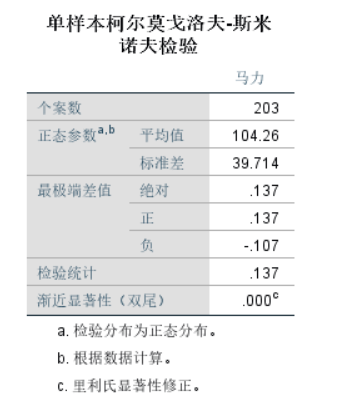 单样本柯尔莫戈洛夫-斯米
诺夫检验
马力
个案数 203
正态参数a,b 平均值 104.26
标准差 39.714
最极端差值 绝对 .137
正 .137
负 -.107
检验统计 .137
渐近显著性（双尾） .000c
a. 检验分布为正态分布。
b. 根据数据计算。
c. 里利氏显著性修正。